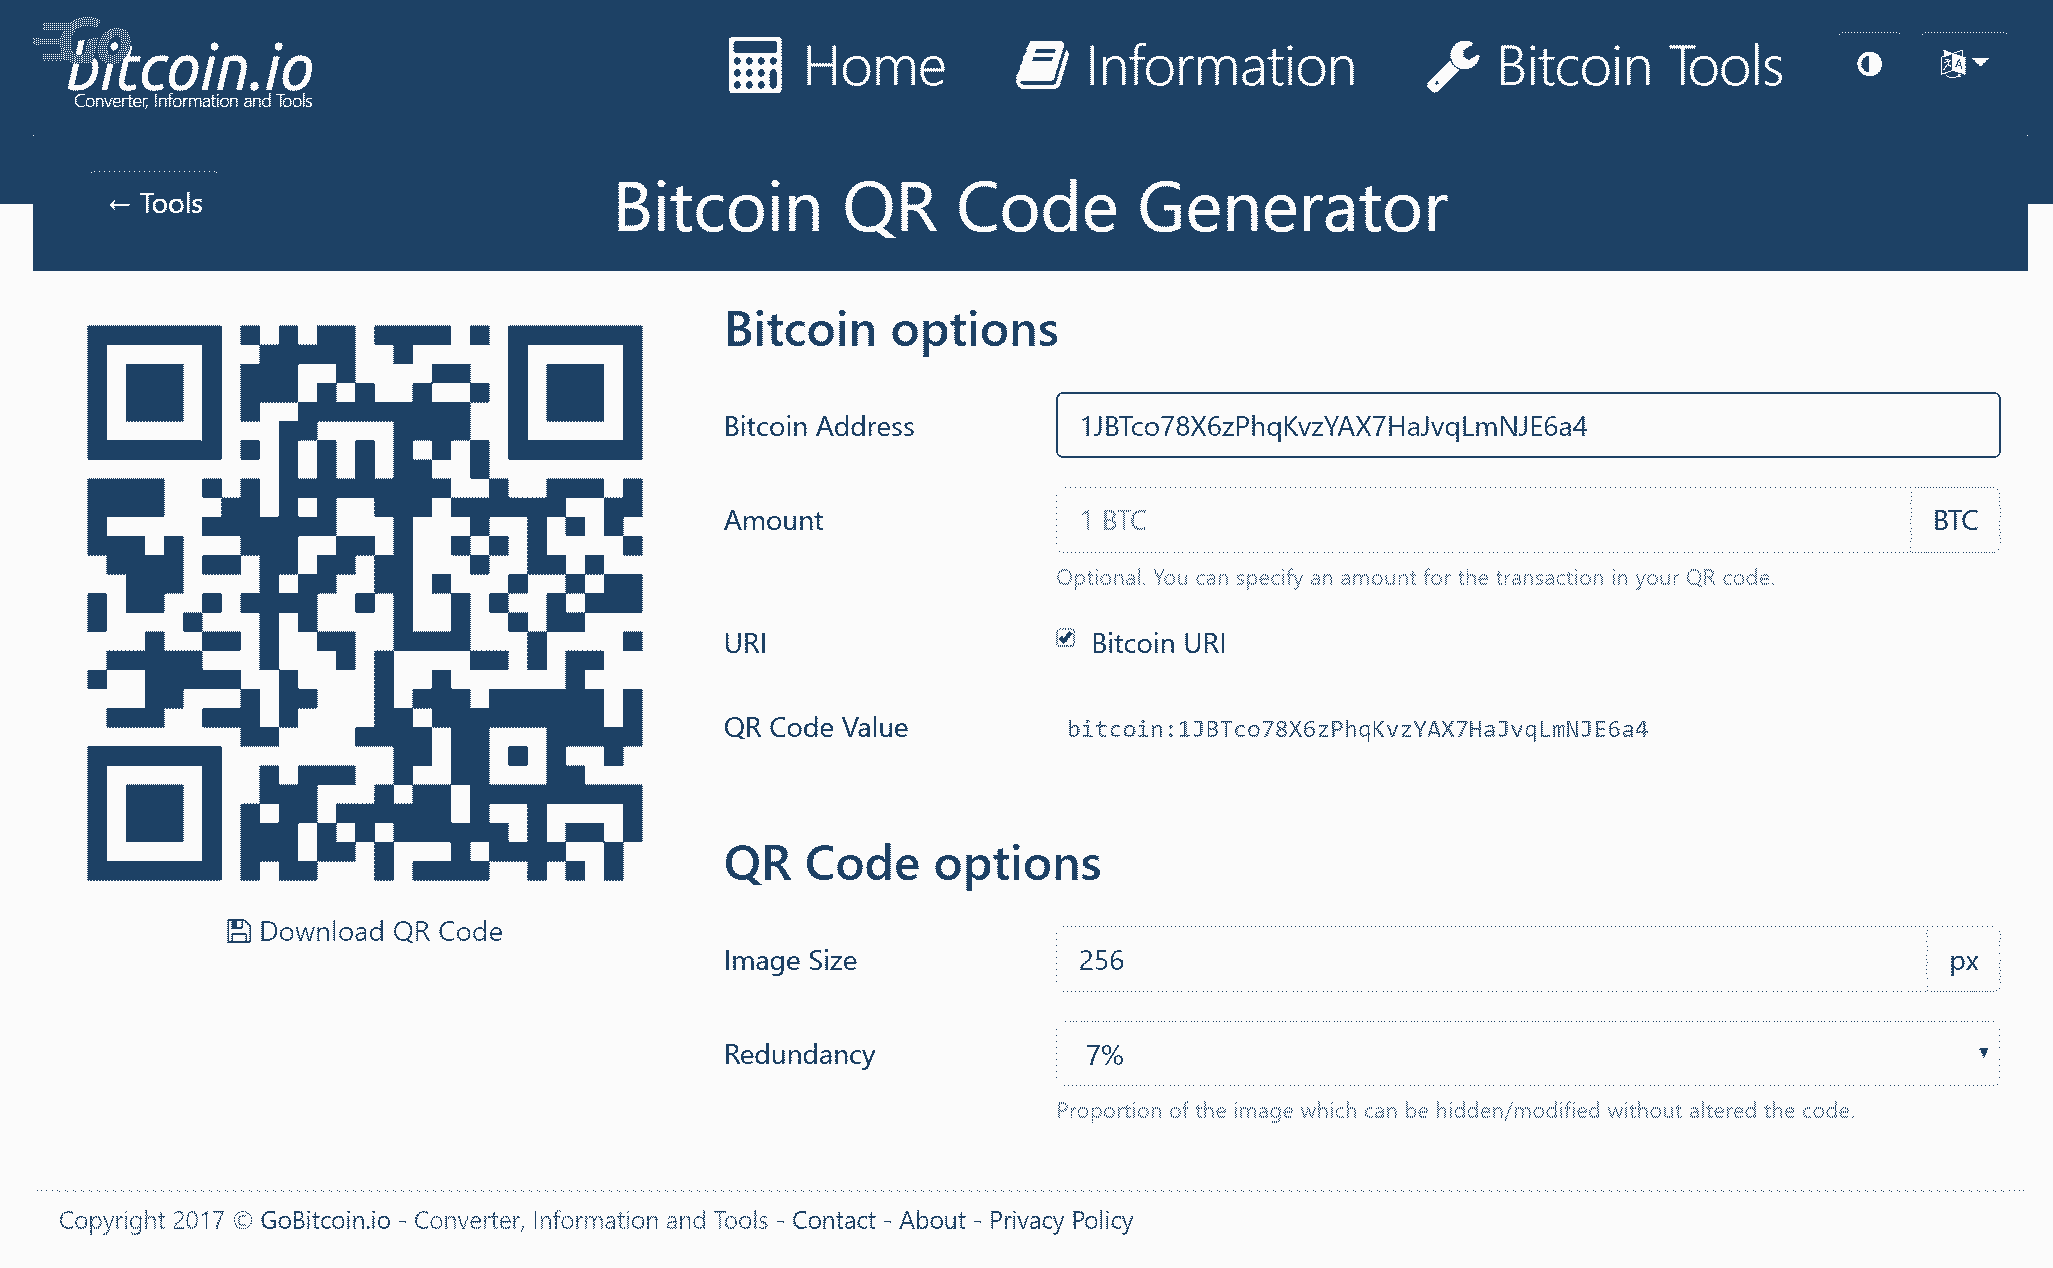 GoBitcoin.io
Converter, Information and Tools
Home
Information
Bitcoin Tools
← Tools
Bitcoin QR Code Generator
Download QR Code
Bitcoin options
Bitcoin Address
1JBTco78X6zPhqKvzYAX7HaJvqLmNJE6a4
Amount
1 BTC
BTC
Optional. You can specify an amount for the transaction in your QR code.
URI
Bitcoin URI
QR Code Value
bitcoin:1JBTco78X6zPhqKvzYAX7HaJvqLmNJE6a4
QR Code options
Image Size
256
px
Redundancy
7%
Proportion of the image which can be hidden/modified without altered the code.
Copyright 2017 © GoBitcoin.io - Converter, Information and Tools - Contact - About - Privacy Policy